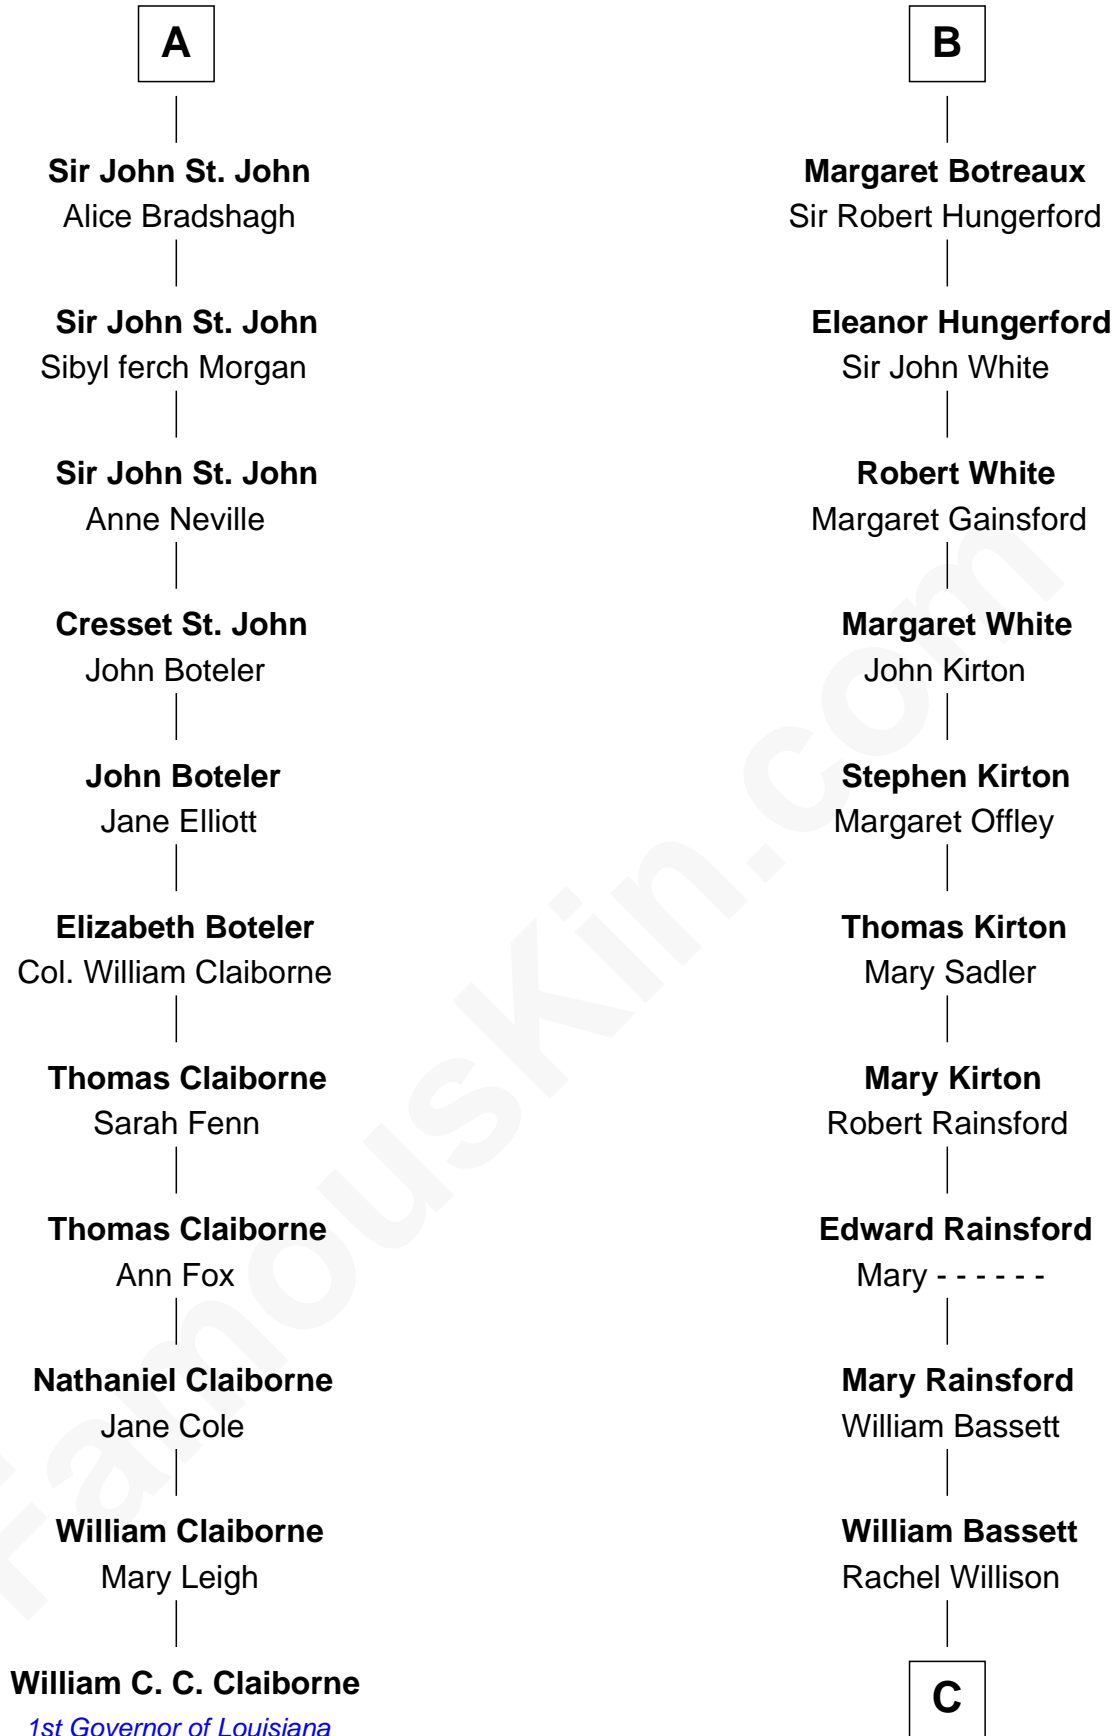 A
Sir John St. John
Alice Bradshagh
Sir John St. John
Sibyl ferch Morgan
Sir John St. John
Anne Neville
Cresset St. John
John Boteler
John Boteler
Jane Elliott
Elizabeth Boteler
Col. William Claiborne
Thomas Claiborne
Sarah Fenn
Thomas Claiborne
Ann Fox
Nathaniel Claiborne
Jane Cole
William Claiborne
Mary Leigh
William C. C. Claiborne
1st Governor of Louisiana
B
Margaret Botreaux
Sir Robert Hungerford
Eleanor Hungerford
Sir John White
Robert White
Margaret Gainsford
Margaret White
John Kirton
Stephen Kirton
Margaret Offley
Thomas Kirton
Mary Sadler
Mary Kirton
Robert Rainsford
Edward Rainsford
Mary - - - - - -
Mary Rainsford
William Bassett
William Bassett
Rachel Willison
C
FamousKin.com